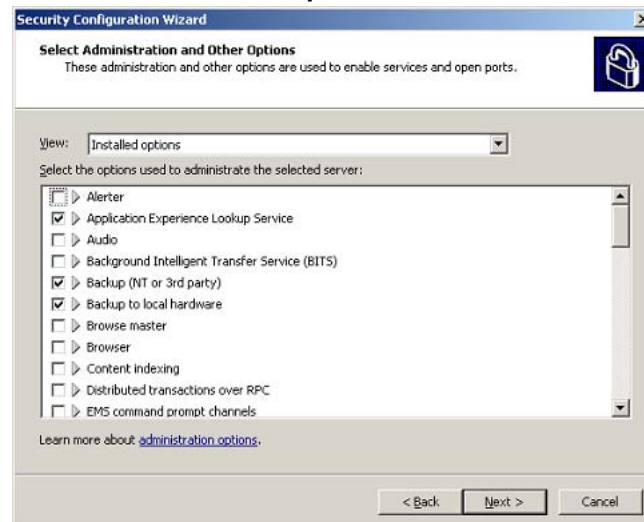 Security Configuration Wizard
Select Administration and Other Options
These administration and other options are used to enable services and open ports.
View: Installed options
Select the options used to administrate the selected server:
Alerter
Application Experience Lookup Service
Audio
Background Intelligent Transfer Service (BITS)
Backup (NT or 3rd party)
Backup to local hardware
Browse master
Browser
Content indexing
Distributed transactions over RPC
EMS command prompt channels
Learn more about administration options.
< Back Next > Cancel